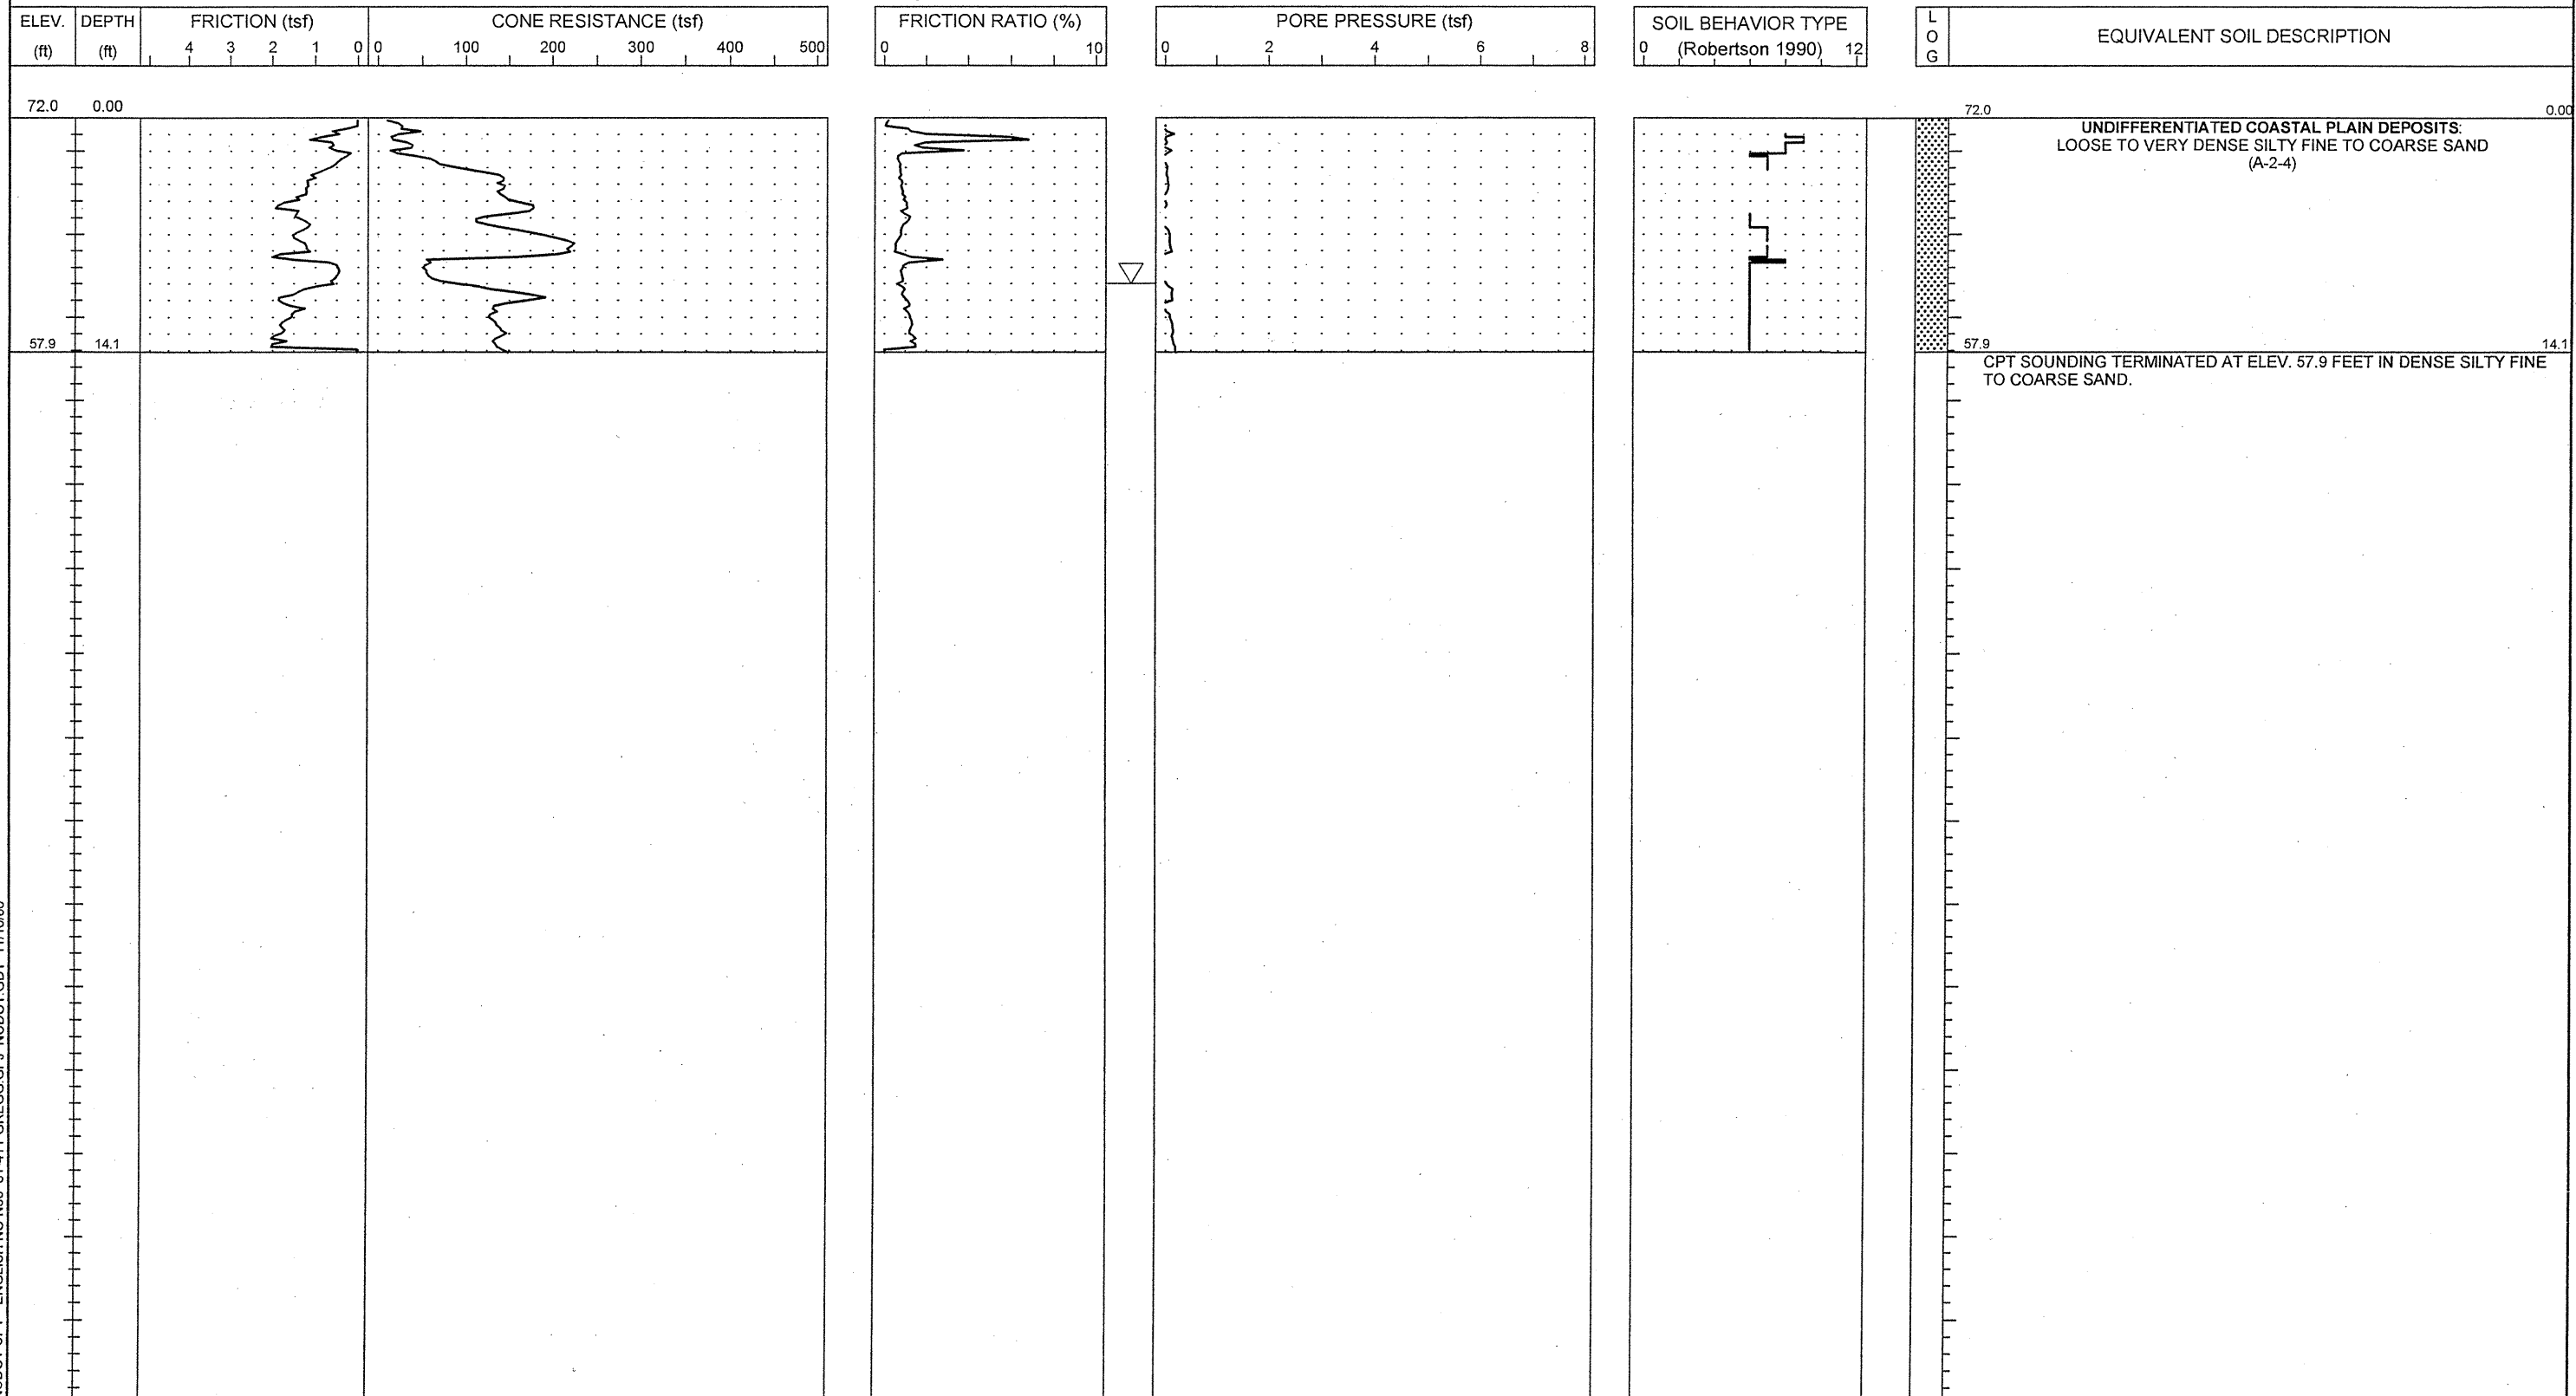 ELEV. (ft)
DEPTH (ft)
FRICTION (tsf)
4 3 2 1 0
CONE RESISTANCE (tsf)
0 100 200 300 400 500
FRICTION RATIO (%)
0 10
PORE PRESSURE (tsf)
0 2 4 6 8
SOIL BEHAVIOR TYPE
(Robertson 1990)
0 12
LOG
EQUIVALENT SOIL DESCRIPTION
72.0 0.00
72.0 0.00
UNDIFFERENTIATED COASTAL PLAIN DEPOSITS:
LOOSE TO VERY DENSE SILTY FINE TO COARSE SAND
(A-2-4)
57.9 14.1
57.9 14.1
CPT SOUNDING TERMINATED AT ELEV. 57.9 FEET IN DENSE SILTY FINE
TO COARSE SAND.